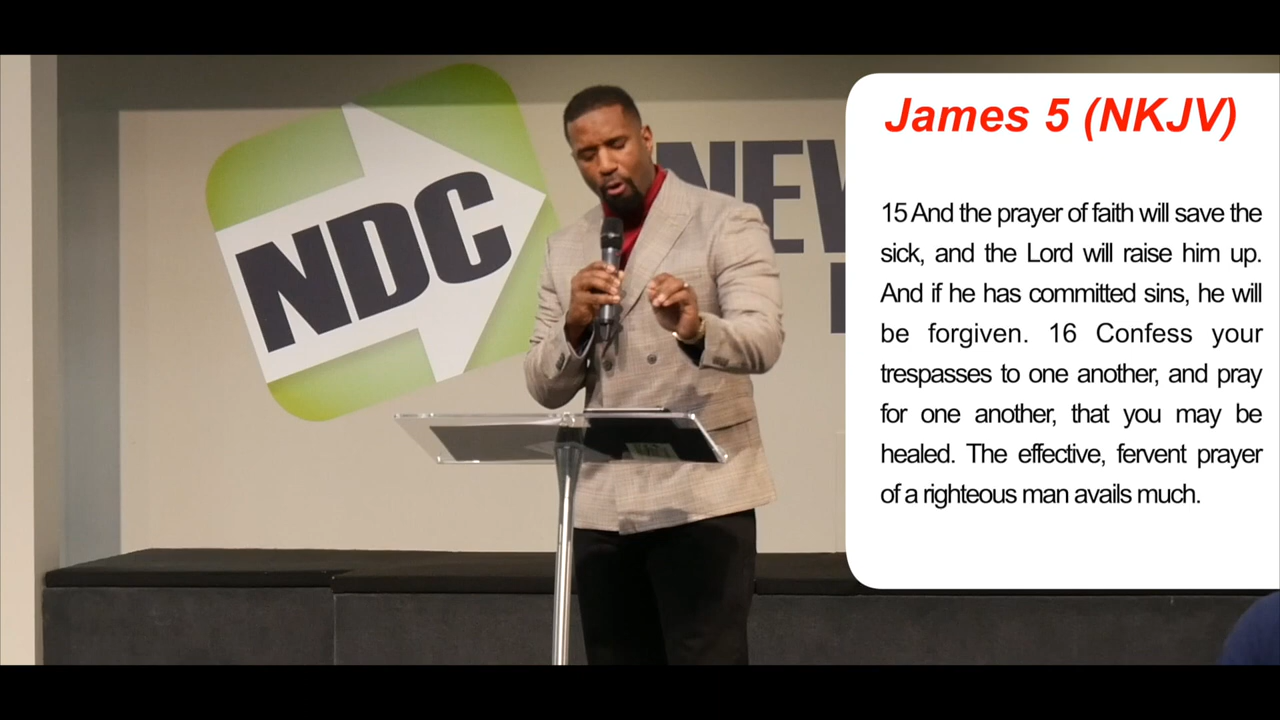 NDC
NEW
James 5 (NKJV)
15 And the prayer of faith will save the
sick, and the Lord will raise him up.
And if he has committed sins, he will
be forgiven. 16 Confess your
trespasses to one another, and pray
for one another, that you may be
healed. The effective, fervent prayer
of a righteous man avails much.